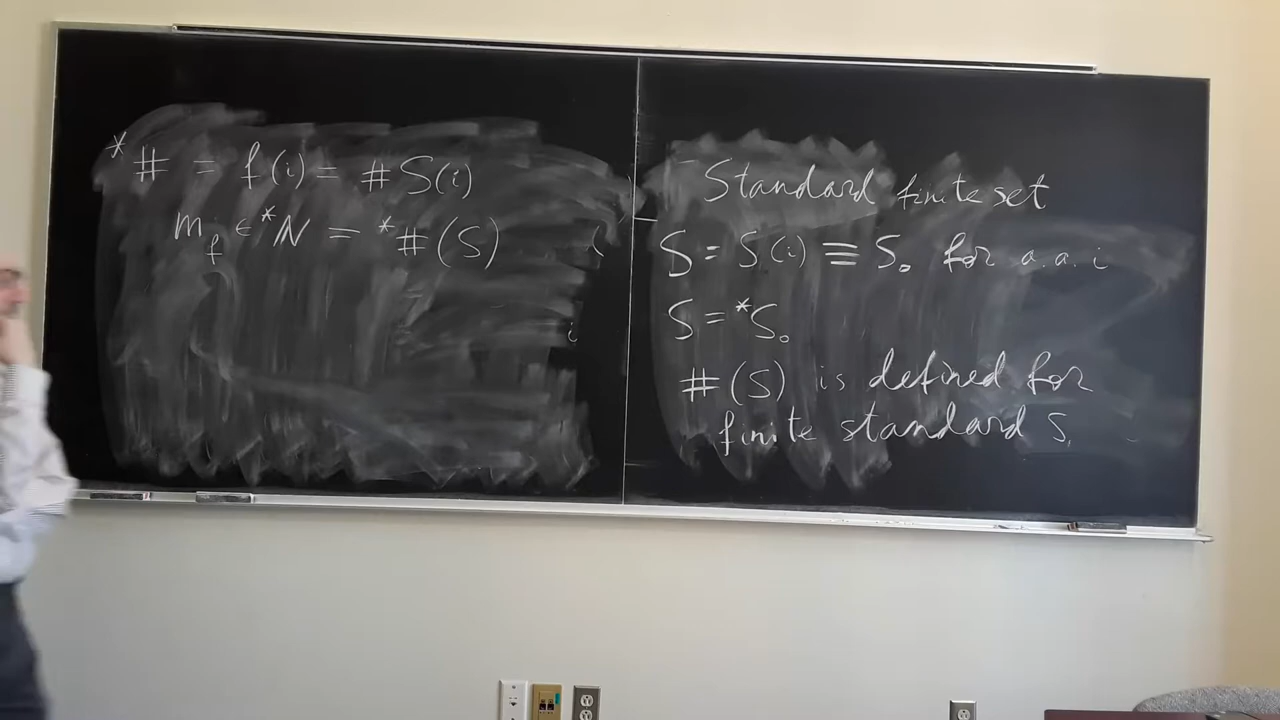 *# = f(i) = #S(i)
m_f ∈ *N = *#(S)
Standard finite set
S = S(i) ≡ S₀ for a.a. i
S = *S₀
#(S) is defined for
finite standard S.